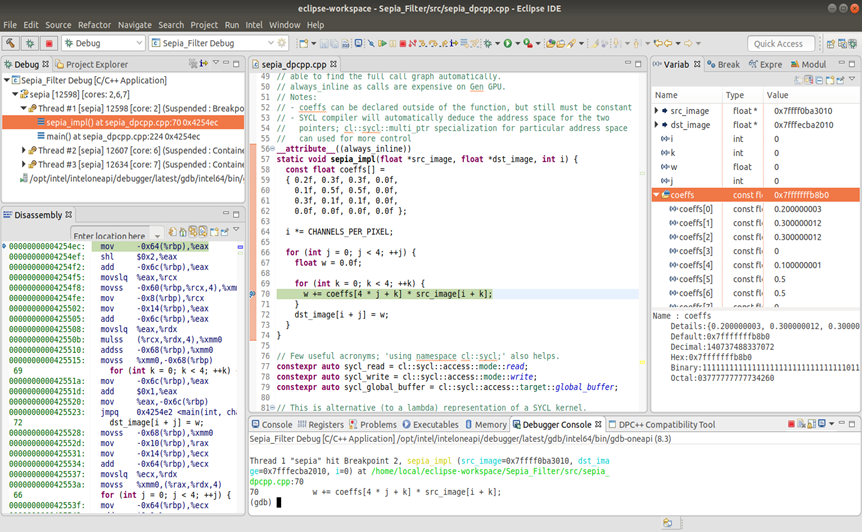 eclipse-workspace - Sepia_Filter/src/sepia_dpcpp.cpp - Eclipse IDE
File Edit Source Refactor Navigate Search Project Run Intel Window Help
Debug
Sepia_Filter Debug
Quick Access
Debug
Project Explorer
Sepia_Filter Debug [C/C++ Application]
sepia [12598] [cores: 2,6,7]
Thread #1 [sepia] 12598 [core: 2] (Suspended : Breakpo
sepia_impl() at sepia_dpcpp.cpp:70 0x4254ec
main() at sepia_dpcpp.cpp:224 0x4254ec
Thread #2 [sepia] 12607 [core: 6] (Suspended : Containe
Thread #3 [sepia] 12634 [core: 7] (Suspended : Containe
/opt/intel/inteloneapi/debugger/latest/gdb/intel64/bin/
Disassembly
Enter location here
00000000004254ec: mov -0x64(%rbp),%eax
00000000004254ef: shl $0x2,%eax
00000000004254f2: add -0x6c(%rbp),%eax
00000000004254f5: movslq %eax,%rcx
00000000004254f8: movss -0x60(%rbp,%rcx,4),%xmm
00000000004254fe: mov -0x8(%rbp),%rcx
0000000000425502: mov -0x14(%rbp),%eax
0000000000425505: add -0x6c(%rbp),%eax
0000000000425508: movslq %eax,%rdx
000000000042550b: mulss (%rcx,%rdx,4),%xmm0
0000000000425510: addss -0x68(%rbp),%xmm0
0000000000425515: movss %xmm0,-0x68(%rbp)
69 for (int k = 0; k < 4; ++k)
000000000042551a: mov -0x6c(%rbp),%eax
000000000042551d: add $0x1,%eax
0000000000425520: mov %eax,-0x6c(%rbp)
0000000000425523: jmpq 0x4254e2 <main(int, cha
72 dst_image[i + j] = w;
0000000000425528: movss -0x68(%rbp),%xmm0
000000000042552d: mov -0x10(%rbp),%rax
0000000000425531: mov -0x14(%rbp),%ecx
0000000000425534: add -0x64(%rbp),%ecx
0000000000425537: movslq %ecx,%rdx
000000000042553a: movss %xmm0,(%rax,%rdx,4)
66 for (int j = 0; j < 4; ++j) {
000000000042553f: mov -0x64(%rbp),%ecx
sepia_dpcpp.cpp
49 // able to find the full call graph automatically.
50 // always_inline as calls are expensive on Gen GPU.
51 // Notes:
52 // - coeffs can be declared outside of the function, but still must be constant
53 // - SYCL compiler will automatically deduce the address space for the two
54 // pointers; cl::sycl::multi_ptr specialization for particular address space
55 // can used for more control
56 __attribute__((always_inline))
57 static void sepia_impl(float *src_image, float *dst_image, int i) {
58 const float coeffs[] =
59 { 0.2f, 0.3f, 0.3f, 0.0f,
60 0.1f, 0.5f, 0.5f, 0.0f,
61 0.3f, 0.1f, 0.1f, 0.0f,
62 0.0f, 0.0f, 0.0f, 0.0f };
63
64 i *= CHANNELS_PER_PIXEL;
65
66 for (int j = 0; j < 4; ++j) {
67 float w = 0.0f;
68
69 for (int k = 0; k < 4; ++k) {
70 w += coeffs[4 * j + k] * src_image[i + k];
71 }
72 dst_image[i + j] = w;
73 }
74 }
75
76 // Few useful acronyms; 'using namespace cl::sycl;' also helps.
77 constexpr auto sycl_read = cl::sycl::access::mode::read;
78 constexpr auto sycl_write = cl::sycl::access::mode::write;
79 constexpr auto sycl_global_buffer = cl::sycl::access::target::global_buffer;
80
81 // This is alternative (to a lambda) representation of a SYCL kernel.
Variab
Break
Expre
Modul
Name Type Value
src_image float * 0x7ffff0ba3010
dst_image float * 0x7fffecba2010
i int 0
k int 0
w float 0
j int 0
coeffs const fl 0x7fffffffb8b0
coeffs[0] const fl 0.200000003
coeffs[1] const fl 0.300000012
coeffs[2] const fl 0.300000012
coeffs[3] const fl 0
coeffs[4] const fl 0.100000001
coeffs[5] const fl 0.5
coeffs[6] const fl 0.5
coeffs[7] const fl 0
Name : coeffs
Details:{0.200000003, 0.300000012, 0.30000
Default:0x7fffffffb8b0
Decimal:140737488337072
Hex:0x7fffffffb8b0
Octal:03777777777734260
Console
Registers
Problems
Executables
Memory
Debugger Console
DPC++ Compatibility Tool
Sepia_Filter Debug [C/C++ Application] /opt/intel/inteloneapi/debugger/latest/gdb/intel64/bin/gdb-oneapi (8.3)
Thread 1 "sepia" hit Breakpoint 2, sepia_impl (src_image=0x7ffff0ba3010, dst_ima
ge=0x7fffecba2010, i=0) at /home/local/eclipse-workspace/Sepia_Filter/src/sepia_
dpcpp.cpp:70
70 w += coeffs[4 * j + k] * src_image[i + k];
(gdb)